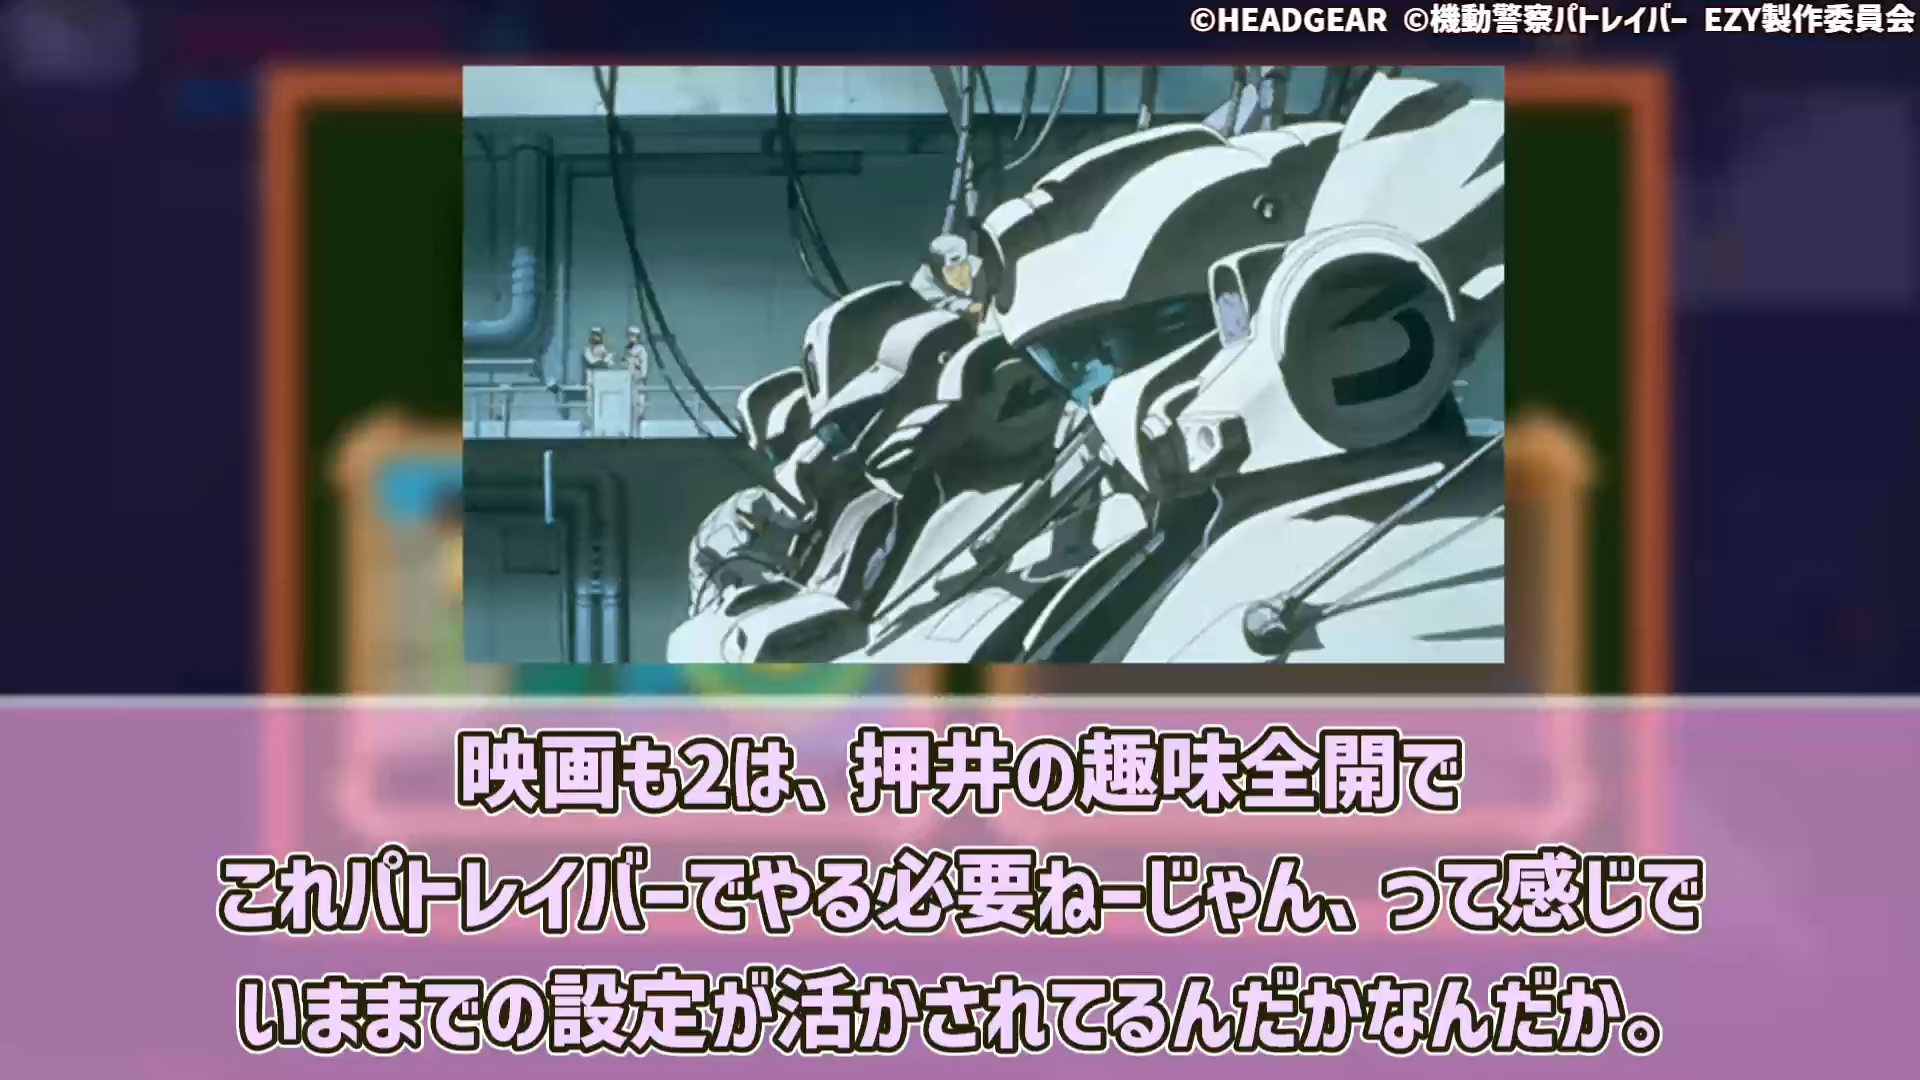 ©HEADGEAR ©機動警察パトレイバー EZY製作委員会
映画も2は、押井の趣味全開で
これパトレイバーでやる必要ねーじゃん、って感じで
いままでの設定が活かされてるんだかなんだか。